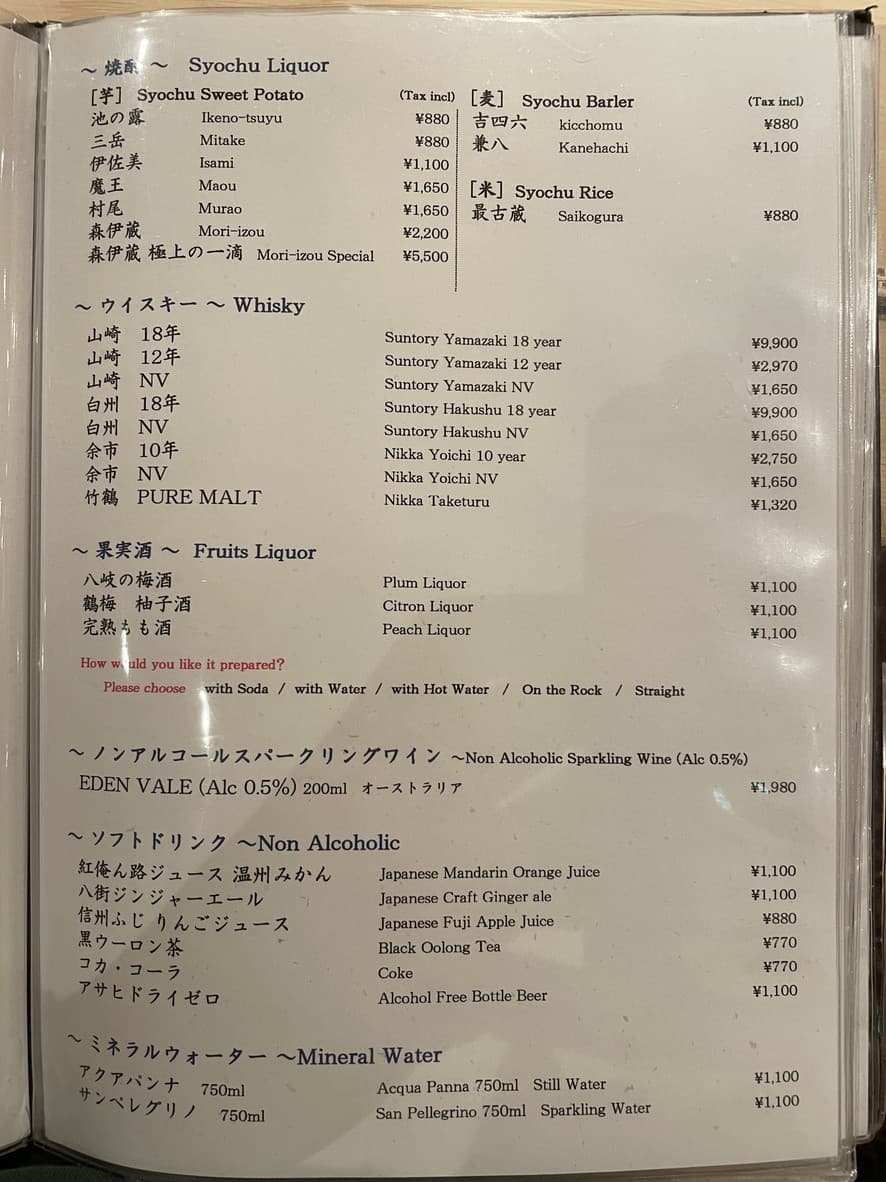 ～ 焼酎 ～ Syochu Liquor
[芋] Syochu Sweet Potato (Tax incl)
池の露 Ikeno-tsuyu ¥880
三岳 Mitake ¥880
伊佐美 Isami ¥1,100
魔王 Maou ¥1,650
村尾 Murao ¥1,650
森伊蔵 Mori-izou ¥2,200
森伊蔵 極上の一滴 Mori-izou Special ¥5,500
[麦] Syochu Barler (Tax incl)
吉四六 kicchomu ¥880
兼八 Kanehachi ¥1,100
[米] Syochu Rice
最古蔵 Saikogura ¥880
～ ウイスキー ～ Whisky
山崎 18年 Suntory Yamazaki 18 year ¥9,900
山崎 12年 Suntory Yamazaki 12 year ¥2,970
山崎 NV Suntory Yamazaki NV ¥1,650
白州 18年 Suntory Hakushu 18 year ¥9,900
白州 NV Suntory Hakushu NV ¥1,650
余市 10年 Nikka Yoichi 10 year ¥2,750
余市 NV Nikka Yoichi NV ¥1,650
竹鶴 PURE MALT Nikka Taketuru ¥1,320
～ 果実酒 ～ Fruits Liquor
八岐の梅酒 Plum Liquor ¥1,100
鶴梅 柚子酒 Citron Liquor ¥1,100
完熟もも酒 Peach Liquor ¥1,100
How would you like it prepared?
Please choose with Soda / with Water / with Hot Water / On the Rock / Straight
～ ノンアルコールスパークリングワイン ～Non Alcoholic Sparkling Wine (Alc 0.5%)
EDEN VALE (Alc 0.5%) 200ml オーストラリア ¥1,980
～ ソフトドリンク ～Non Alcoholic
紅俺ん路ジュース 温州みかん Japanese Mandarin Orange Juice ¥1,100
八街ジンジャーエール Japanese Craft Ginger ale ¥1,100
信州ふじ りんごジュース Japanese Fuji Apple Juice ¥880
黒ウーロン茶 Black Oolong Tea ¥770
コカ・コーラ Coke ¥770
アサヒドライゼロ Alcohol Free Bottle Beer ¥1,100
～ ミネラルウォーター ～Mineral Water
アクアパンナ 750ml Acqua Panna 750ml Still Water ¥1,100
サンペレグリノ 750ml San Pellegrino 750ml Sparkling Water ¥1,100